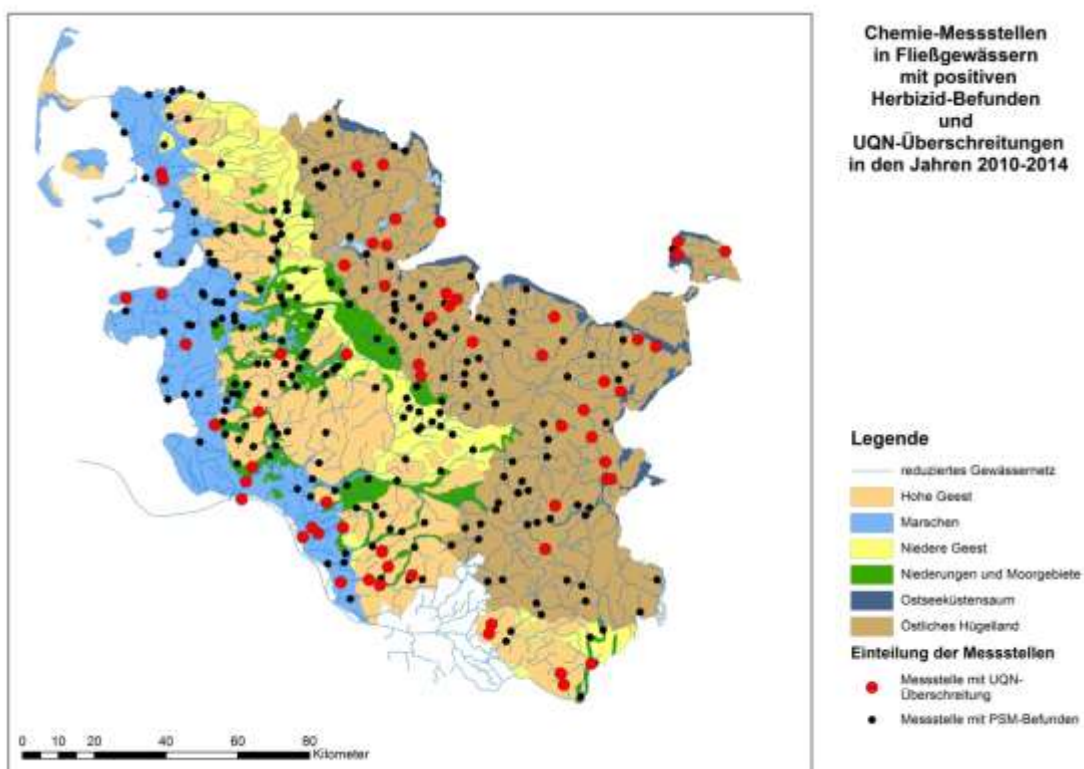 Chemie-Messstellen
in Fließgewässern
mit positiven
Herbizid-Befunden
und
UQN-Überschreitungen
in den Jahren 2010-2014
Legende
reduziertes Gewässernetz
Hohe Geest
Marschen
Niedere Geest
Niederungen und Moorgebiete
Ostseeküstensaum
Östliches Hügelland
Einteilung der Messstellen
Messstelle mit UQN-
Überschreitung
Messstelle mit PSM-Befunden
0 10 20 40 60 80
Kilometer